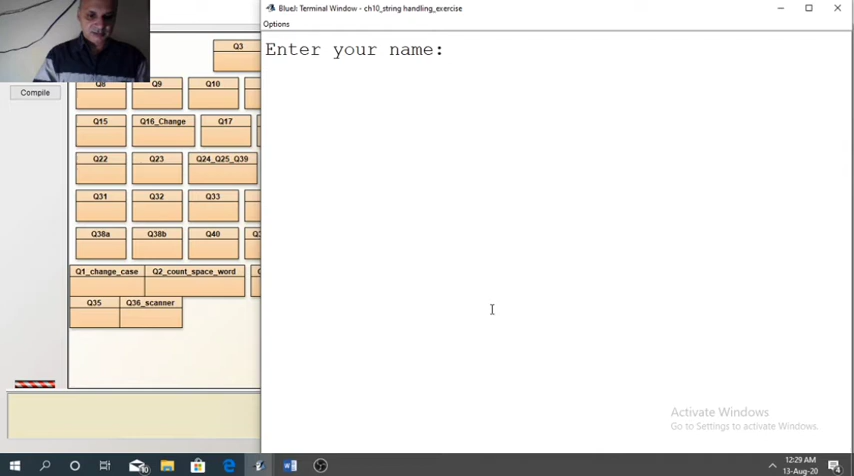 BlueJ: Terminal Window - ch10_string handling_exercise
Options
Enter your name:
Compile
Q3
Q8 Q9 Q10
Q15 Q16_Change Q17
Q22 Q23 Q24_Q25_Q39
Q31 Q32 Q33
Q38a Q38b Q40
Q1_change_case Q2_count_space_word
Q35 Q36_scanner
Activate Windows
Go to Settings to activate Windows.
12:29 AM
13-Aug-20